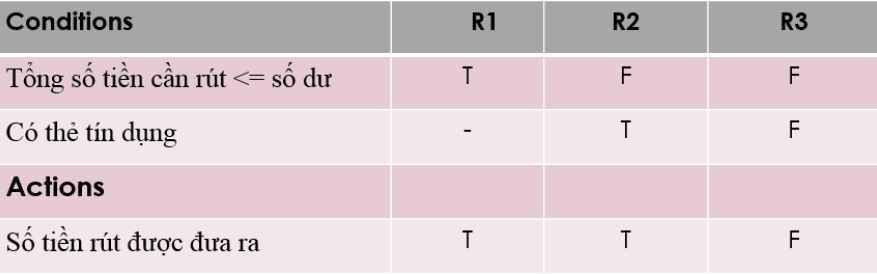 Conditions R1 R2 R3
Tổng số tiền cần rút <= số dư T F F
Có thẻ tín dụng - T F
Actions
Số tiền rút được đưa ra T T F